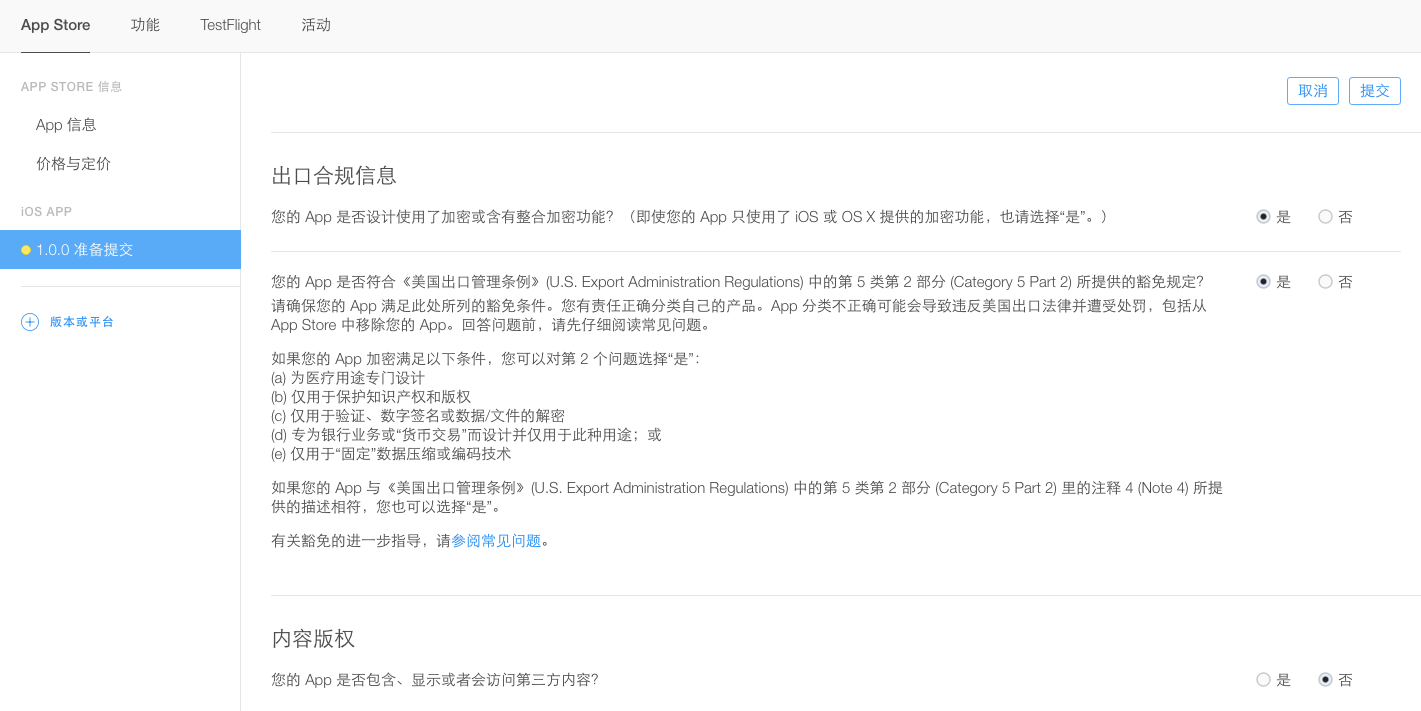 App Store 功能 TestFlight 活动
APP STORE 信息
App 信息
价格与定价
iOS APP
1.0.0 准备提交
版本或平台
取消 提交
出口合规信息
您的 App 是否设计使用了加密或含有整合加密功能？（即使您的 App 只使用了 iOS 或 OS X 提供的加密功能，也请选择“是”。） 是 否
您的 App 是否符合《美国出口管理条例》(U.S. Export Administration Regulations) 中的第 5 类第 2 部分 (Category 5 Part 2) 所提供的豁免规定？ 是 否
请确保您的 App 满足此处所列的豁免条件。您有责任正确分类自己的产品。App 分类不正确可能会导致违反美国出口法律并遭受处罚，包括从
App Store 中移除您的 App。回答问题前，请先仔细阅读常见问题。
如果您的 App 加密满足以下条件，您可以对第 2 个问题选择“是”：
(a) 为医疗用途专门设计
(b) 仅用于保护知识产权和版权
(c) 仅用于验证、数字签名或数据/文件的解密
(d) 专为银行业务或“货币交易”而设计并仅用于此种用途；或
(e) 仅用于“固定”数据压缩或编码技术
如果您的 App 与《美国出口管理条例》(U.S. Export Administration Regulations) 中的第 5 类第 2 部分 (Category 5 Part 2) 里的注释 4 (Note 4) 所提
供的描述相符，您也可以选择“是”。
有关豁免的进一步指导，请参阅常见问题。
内容版权
您的 App 是否包含、显示或者会访问第三方内容？ 是 否